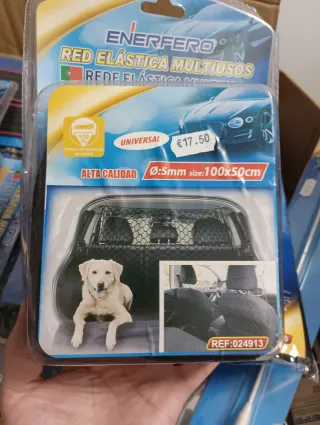 ENERFERO
RED ELÁSTICA MULTIUSOS
REDE ELÁSTICA
UNIVERSAL
€17.50
ALTA CALIDAD
Ø:5mm size:100x50cm
REF:024913